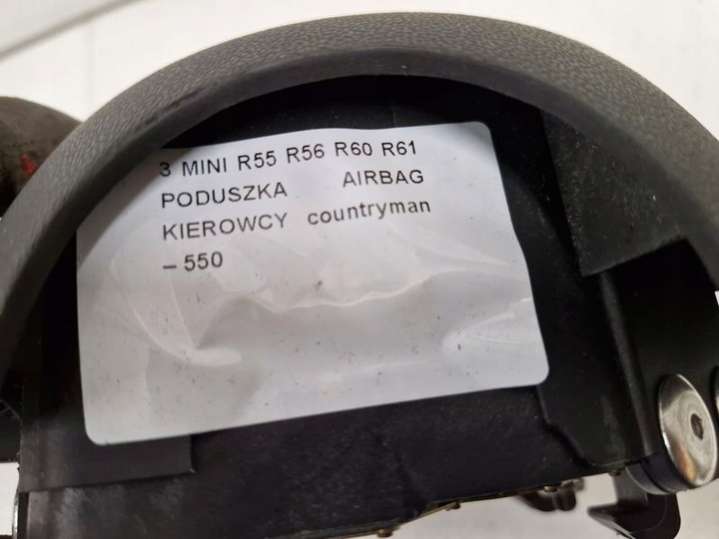 3 MINI R55 R56 R60 R61
PODUSZKA AIRBAG
KIEROWCY countryman
– 550